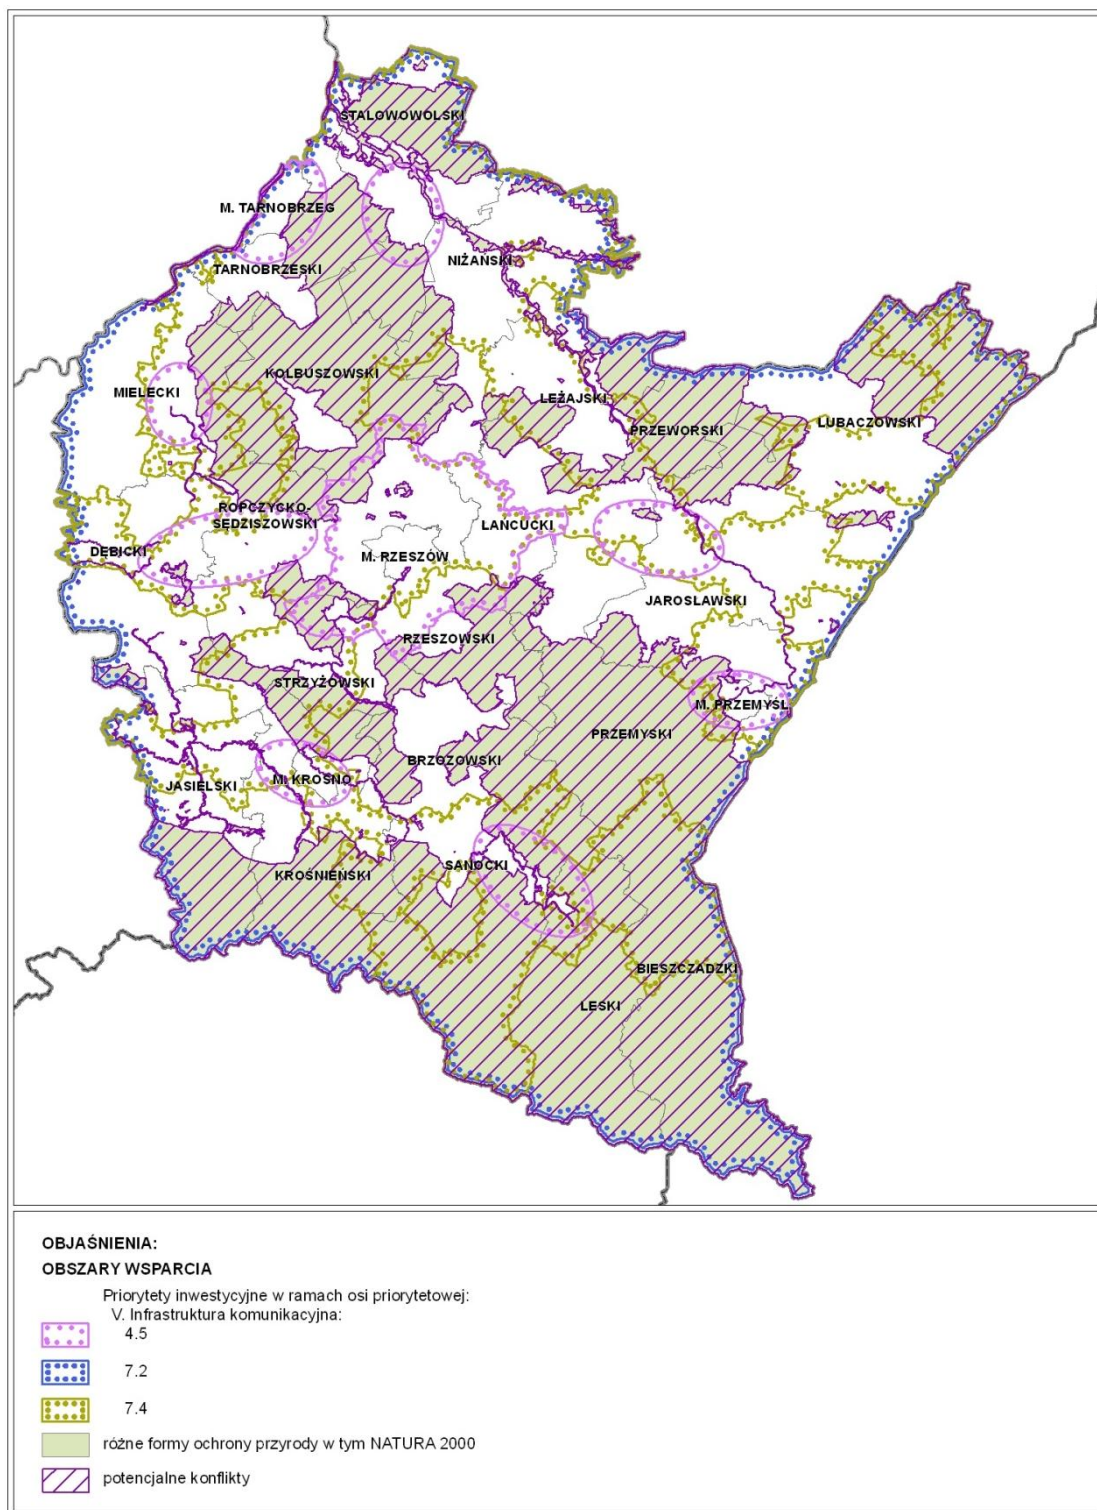 STALOWOWOLSKI
M. TARNOBRZEG
NIŻAŃSKI
TARNOBRZESKI
KOLBUSZOWSKI
MIELECKI
LEŻAJSKI
LUBACZOWSKI
PRZEWORSKI
ROPCZYCKO-
SĘDZISZOWSKI
ŁAŃCUCKI
DĘBICKI
M. RZESZÓW
JAROSŁAWSKI
RZESZOWSKI
STRZYŻOWSKI
M. PRZEMYŚL
PRZEMYSKI
BRZOZOWSKI
JASIELSKI
M. KROSNO
SANOCKI
KROŚNIEŃSKI
BIESZCZADZKI
LESKI
OBJAŚNIENIA:
OBSZARY WSPARCIA
Priorytety inwestycyjne w ramach osi priorytetowej:
V. Infrastruktura komunikacyjna:
4.5
7.2
7.4
różne formy ochrony przyrody w tym NATURA 2000
potencjalne konflikty